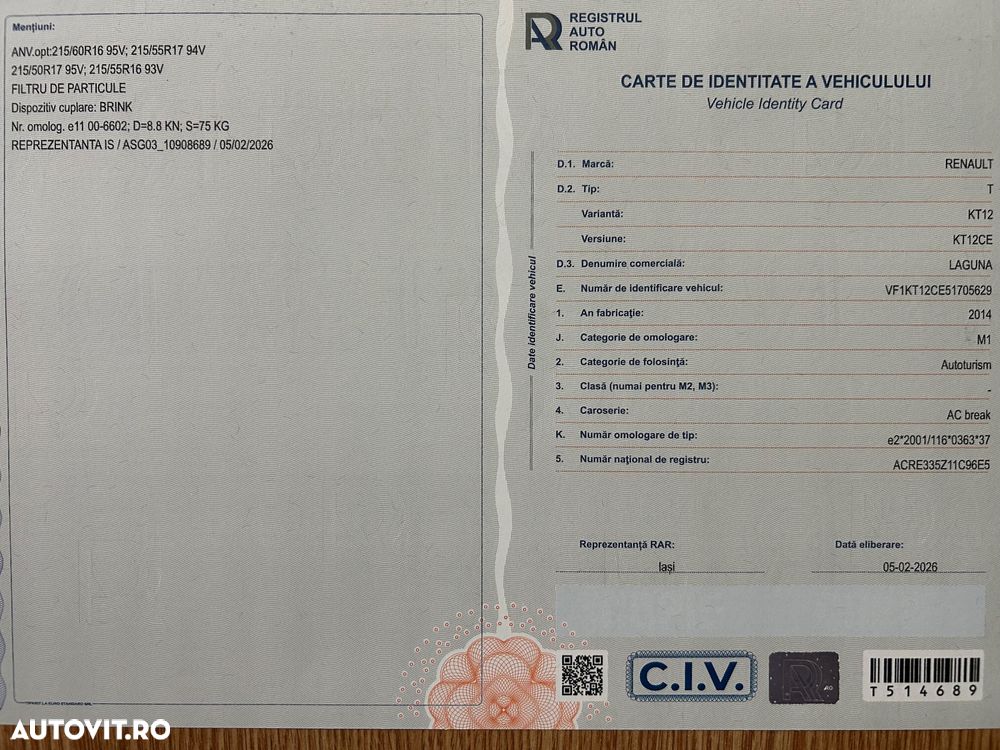 Mențiuni:
ANV.opt:215/60R16 95V; 215/55R17 94V
215/50R17 95V; 215/55R16 93V
FILTRU DE PARTICULE
Dispozitiv cuplare: BRINK
Nr. omolog. e11 00-6602; D=8.8 KN; S=75 KG
REPREZENTANTA IS / ASG03_10908689 / 05/02/2026
REGISTRUL
AUTO
ROMÂN
CARTE DE IDENTITATE A VEHICULULUI
Vehicle Identity Card
Date identificare vehicul
D.1. Marcă: RENAULT
D.2. Tip: T
Variantă: KT12
Versiune: KT12CE
D.3. Denumire comercială: LAGUNA
E. Număr de identificare vehicul: VF1KT12CE51705629
1. An fabricație: 2014
J. Categorie de omologare: M1
2. Categorie de folosință: Autoturism
3. Clasă (numai pentru M2, M3): -
4. Caroserie: AC break
K. Număr omologare de tip: e2*2001/116*0363*37
5. Număr național de registru: ACRE335Z11C96E5
Reprezentanță RAR: Dată eliberare:
Iași 05-02-2026
C.I.V.
T514689
AUTOVIT.RO